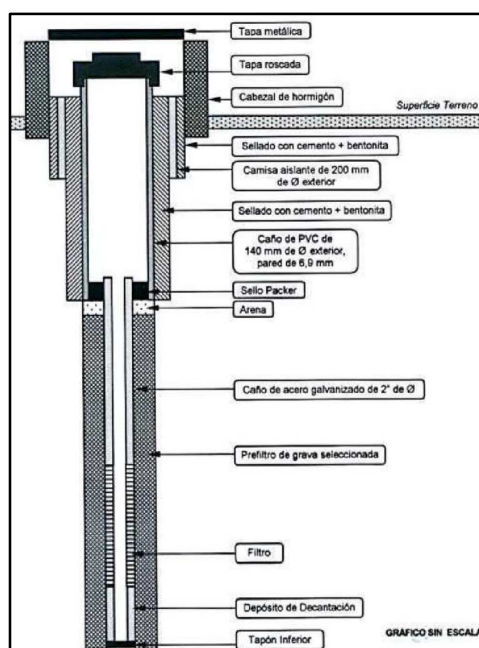 Tapa metálica
Tapa roscada
Cabezal de hormigón
Superficie Terreno
Sellado con cemento + bentonita
Camisa aislante de 200 mm
de Ø exterior
Sellado con cemento + bentonita
Caño de PVC de
140 mm de Ø exterior,
pared de 6,9 mm
Sello Packer
Arena
Caño de acero galvanizado de 2" de Ø
Prefiltro de grava seleccionada
Filtro
Depósito de Decantación
Tapón Inferior
GRÁFICO SIN ESCALA